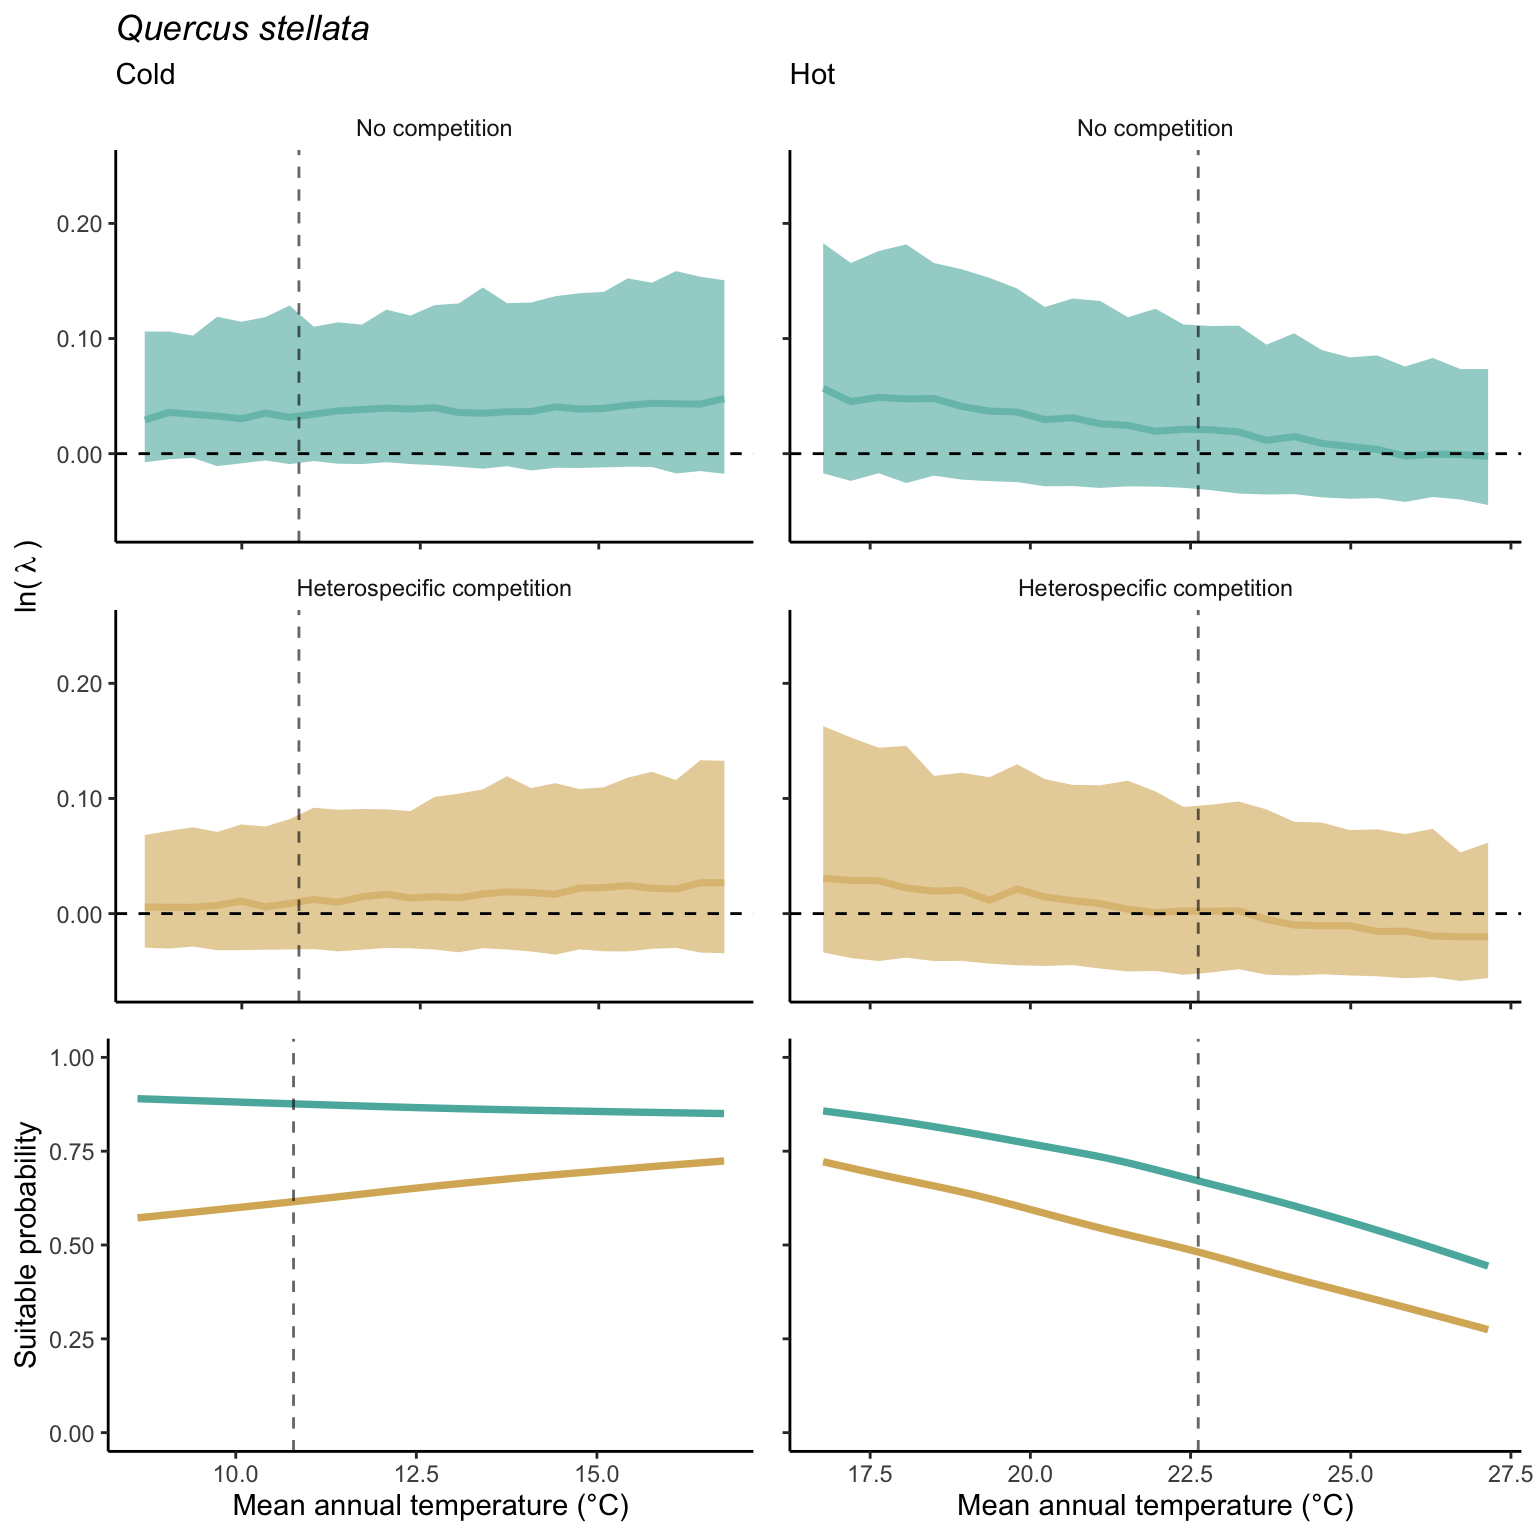 Quercus stellata
Cold
Hot
No competition
No competition
0.20
0.10
0.00
ln( λ )
Heterospecific competition
Heterospecific competition
0.20
0.10
0.00
Suitable probability
1.00
0.75
0.50
0.25
0.00
10.0 12.5 15.0
17.5 20.0 22.5 25.0 27.5
Mean annual temperature (°C)
Mean annual temperature (°C)